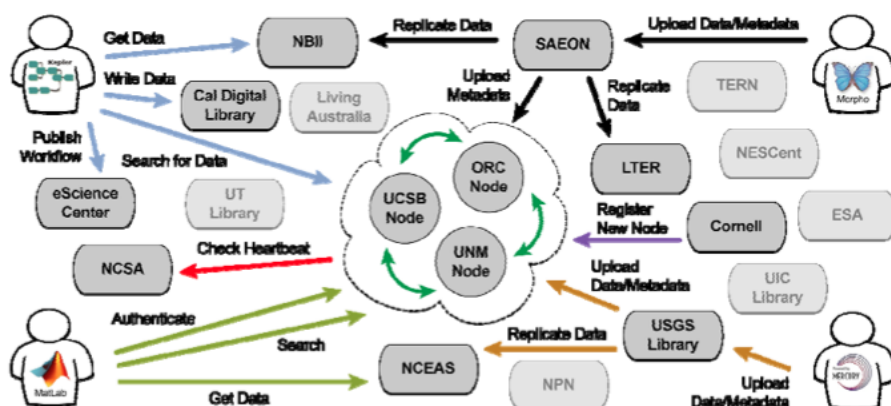 Get Data
NBII
Replicate Data
SAEON
Upload Data/Metadata
Kepler
Write Data
Cal Digital
Library
Living
Australia
Upload
Metadata
Replicate
Data
TERN
Morpho
Publish
Workflow
Search for Data
ORC
Node
LTER
NESCent
eScience
Center
UT
Library
UCSB
Node
Register
New Node
Cornell
ESA
Check Heartbeat
NCSA
UNM
Node
Upload
Data/Metadata
UIC
Library
Authenticate
Search
Replicate Data
USGS
Library
MatLab
NCEAS
MERCURY
Get Data
NPN
Upload
Data/Metadata